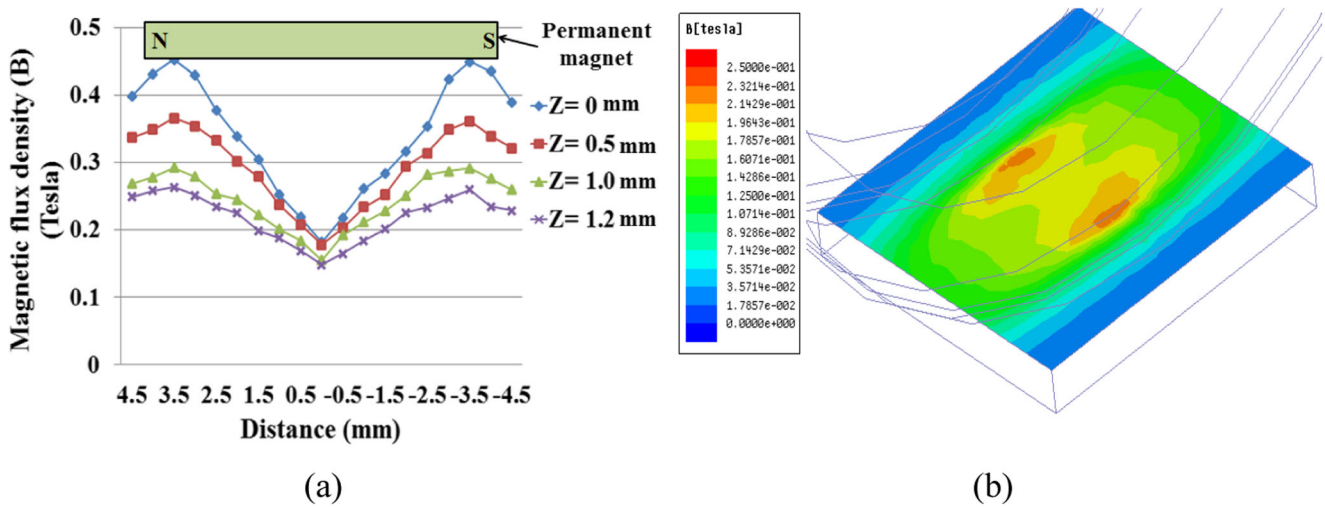 Magnetic flux density (B)
(Tesla)
0.5
0.4
0.3
0.2
0.1
0
N
S
Permanent
magnet
Z= 0 mm
Z= 0.5 mm
Z= 1.0 mm
Z= 1.2 mm
4.5 3.5 2.5 1.5 0.5 -0.5 -1.5 -2.5 -3.5 -4.5
Distance (mm)
(a)
B[tesla]
2.5000e-001
2.3214e-001
2.1429e-001
1.9643e-001
1.7857e-001
1.6071e-001
1.4286e-001
1.2500e-001
1.0714e-001
8.9286e-002
7.1429e-002
5.3571e-002
3.5714e-002
1.7857e-002
0.0000e+000
(b)